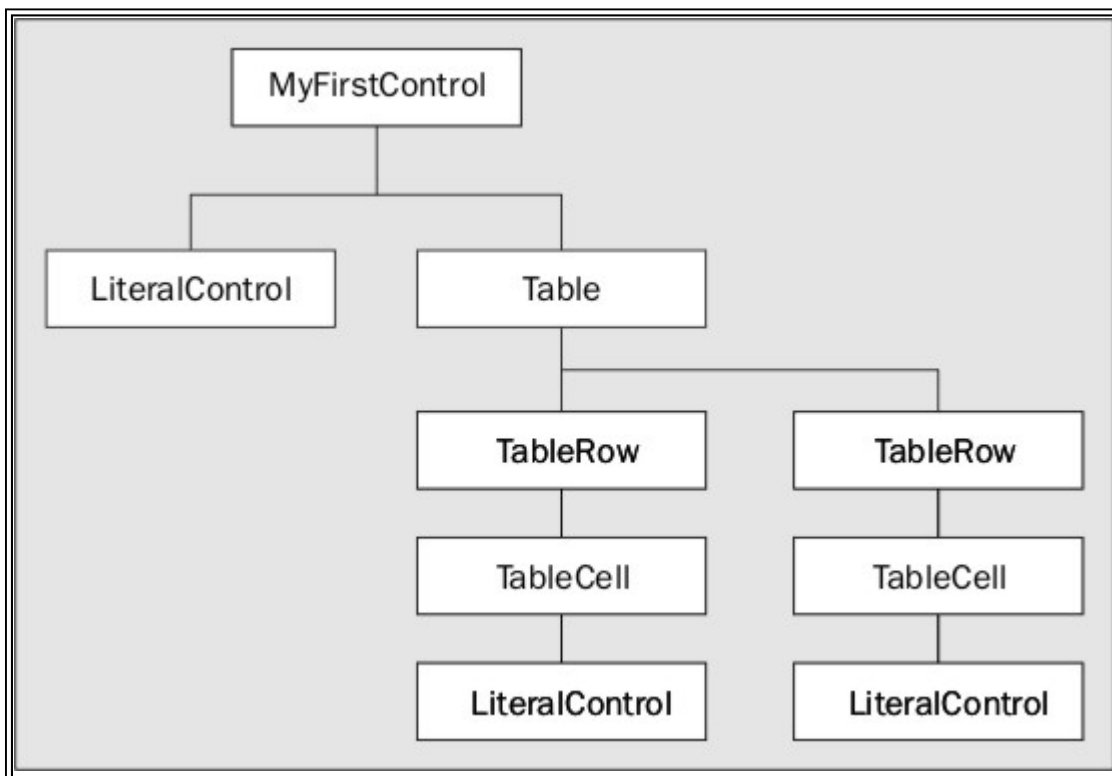 MyFirstControl
LiteralControl
Table
TableRow
TableRow
TableCell
TableCell
LiteralControl
LiteralControl